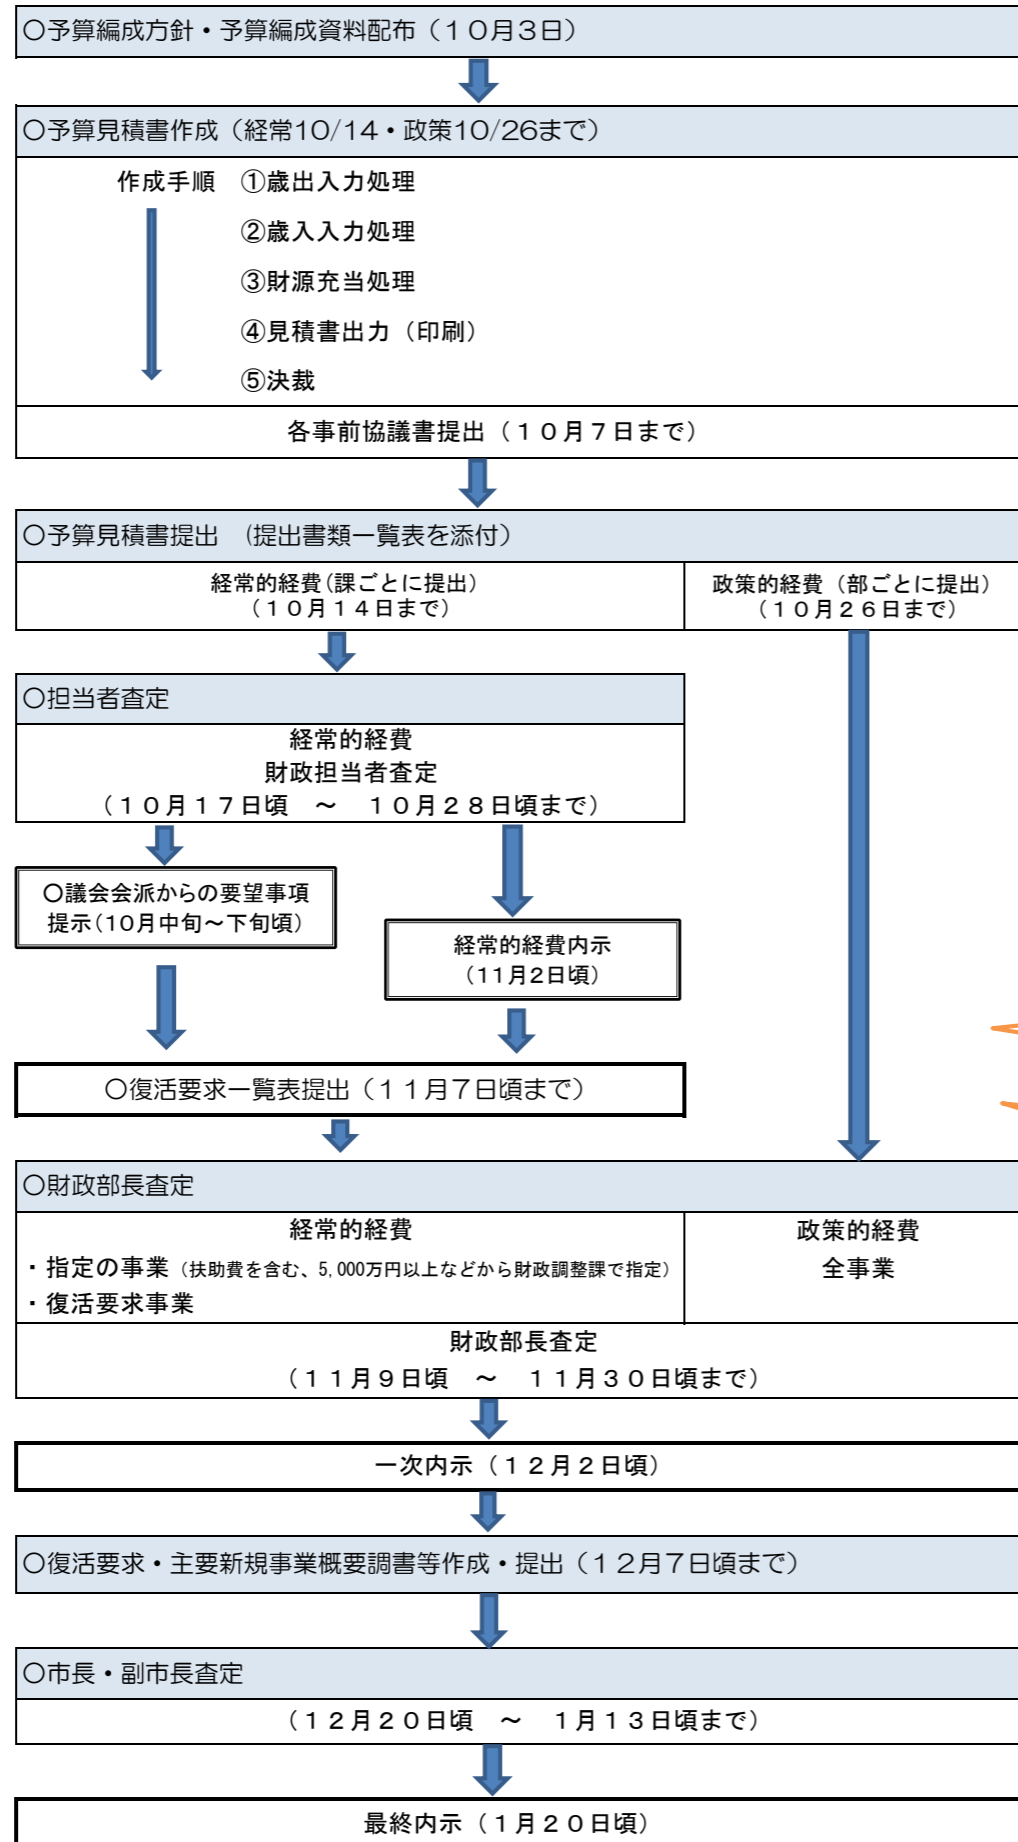 ○予算編成方針・予算編成資料配布（１０月３日）
○予算見積書作成（経常10/14・政策10/26まで）
作成手順　①歳出入力処理
②歳入入力処理
③財源充当処理
④見積書出力（印刷）
⑤決裁
各事前協議書提出（１０月７日まで）
○予算見積書提出　(提出書類一覧表を添付）
経常的経費(課ごとに提出）
（１０月１４日まで）
政策的経費（部ごとに提出）
（１０月２６日まで）
○担当者査定
経常的経費
財政担当者査定
（１０月１７日頃　～　１０月２８日頃まで）
○議会会派からの要望事項
提示(10月中旬～下旬頃）
経常的経費内示
（11月2日頃）
○復活要求一覧表提出（１１月７日頃まで）
○財政部長査定
経常的経費
・指定の事業（扶助費を含む、5,000万円以上などから財政調整課で指定）
・復活要求事業
政策的経費
全事業
財政部長査定
（１１月９日頃　～　１１月３０日頃まで）
一次内示（１２月２日頃）
○復活要求・主要新規事業概要調書等作成・提出（１２月７日頃まで）
○市長・副市長査定
（１２月２０日頃　～　１月１３日頃まで）
最終内示（１月２０日頃）